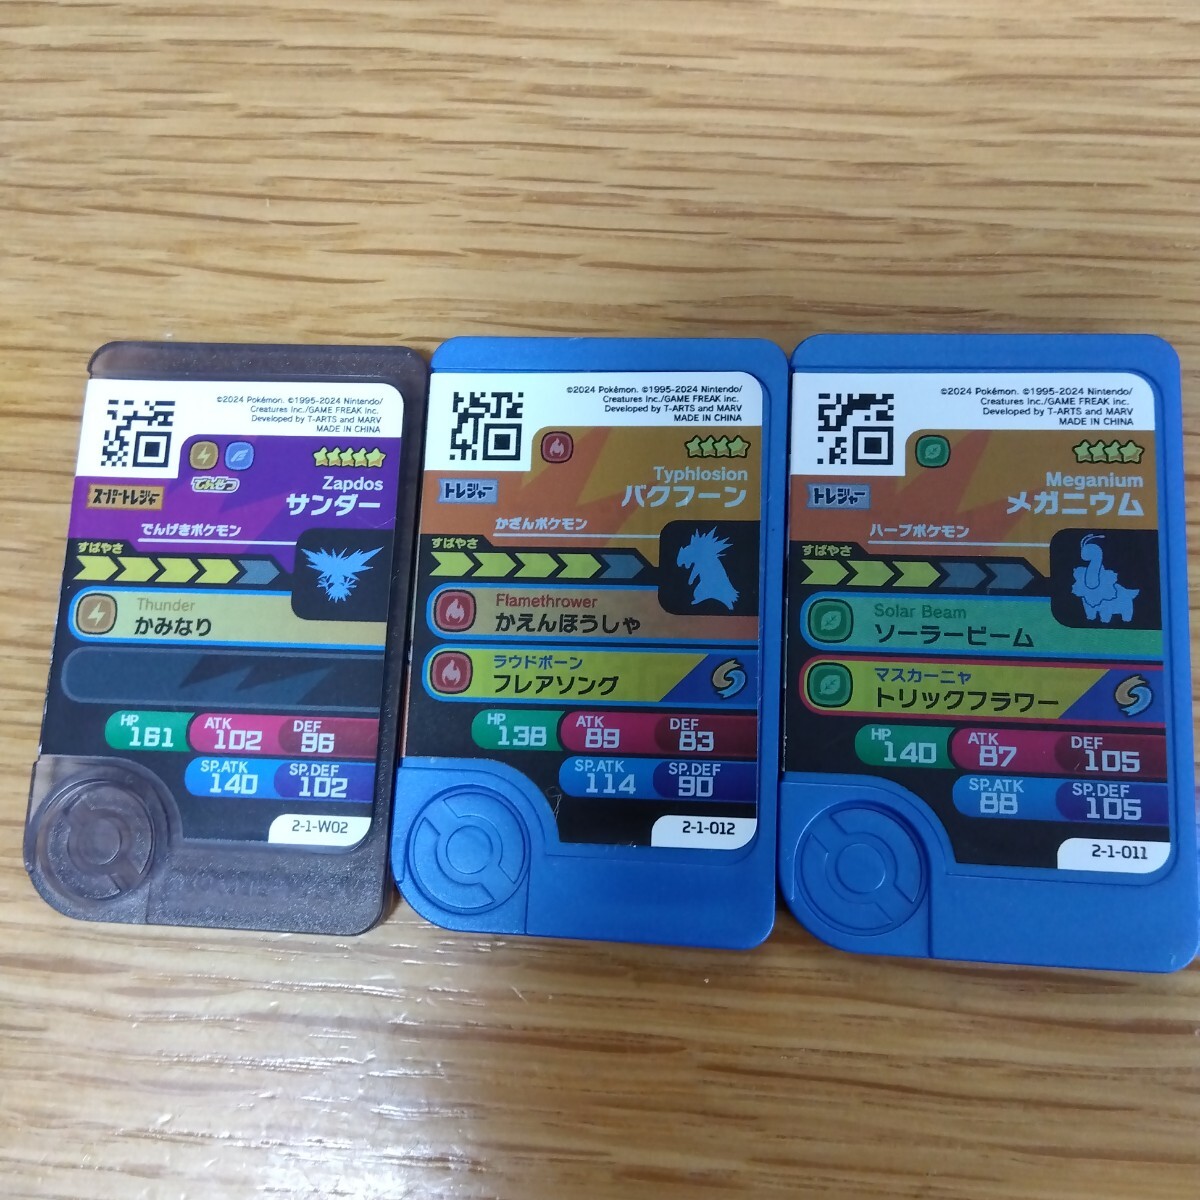 ©2024 Pokémon. ©1995-2024 Nintendo/
Creatures Inc./GAME FREAK inc.
Developed by T-ARTS and MARV
MADE IN CHINA
スーパートレジャー
でんせつ
Zapdos
サンダー
でんげきポケモン
すばやさ
Thunder
かみなり
HP
161
ATK
102
DEF
96
SP.ATK
140
SP.DEF
102
2-1-W02
©2024 Pokémon. ©1995-2024 Nintendo/
Creatures Inc./GAME FREAK inc.
Developed by T-ARTS and MARV
MADE IN CHINA
トレジャー
Typhlosion
バクフーン
かざんポケモン
すばやさ
Flamethrower
かえんほうしゃ
ラウドボーン
フレアソング
HP
138
ATK
89
DEF
83
SP.ATK
114
SP.DEF
90
2-1-012
©2024 Pokémon. ©1995-2024 Nintendo/
Creatures Inc./GAME FREAK inc.
Developed by T-ARTS and MARV
MADE IN CHINA
トレジャー
Meganium
メガニウム
ハーブポケモン
すばやさ
Solar Beam
ソーラービーム
マスカーニャ
トリックフラワー
HP
140
ATK
87
DEF
105
SP.ATK
88
SP.DEF
105
2-1-011